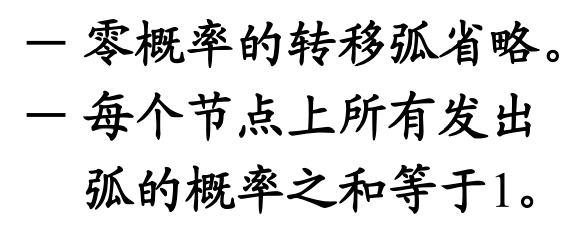 — 零概率的转移弧省略。
— 每个节点上所有发出
弧的概率之和等于1。